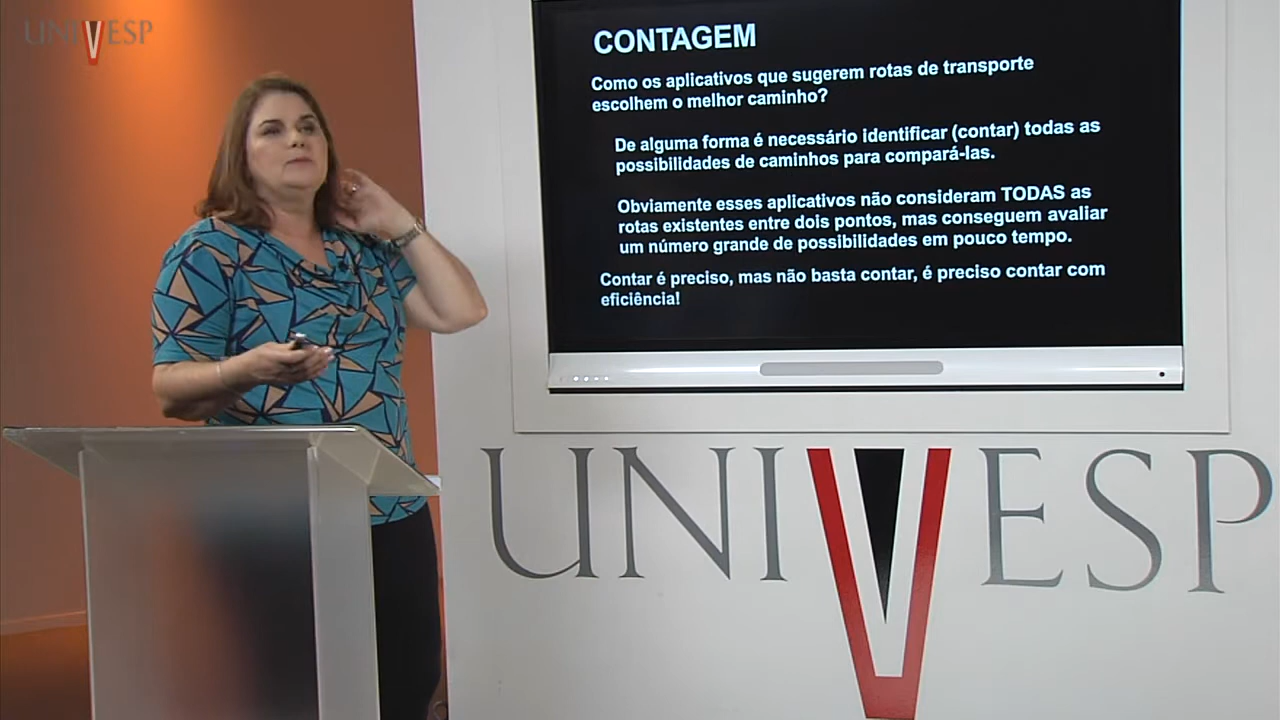 UNIVESP
CONTAGEM
Como os aplicativos que sugerem rotas de transporte
escolhem o melhor caminho?
De alguma forma é necessário identificar (contar) todas as
possibilidades de caminhos para compará-las.
Obviamente esses aplicativos não consideram TODAS as
rotas existentes entre dois pontos, mas conseguem avaliar
um número grande de possibilidades em pouco tempo.
Contar é preciso, mas não basta contar, é preciso contar com
eficiência!
UNIVESP